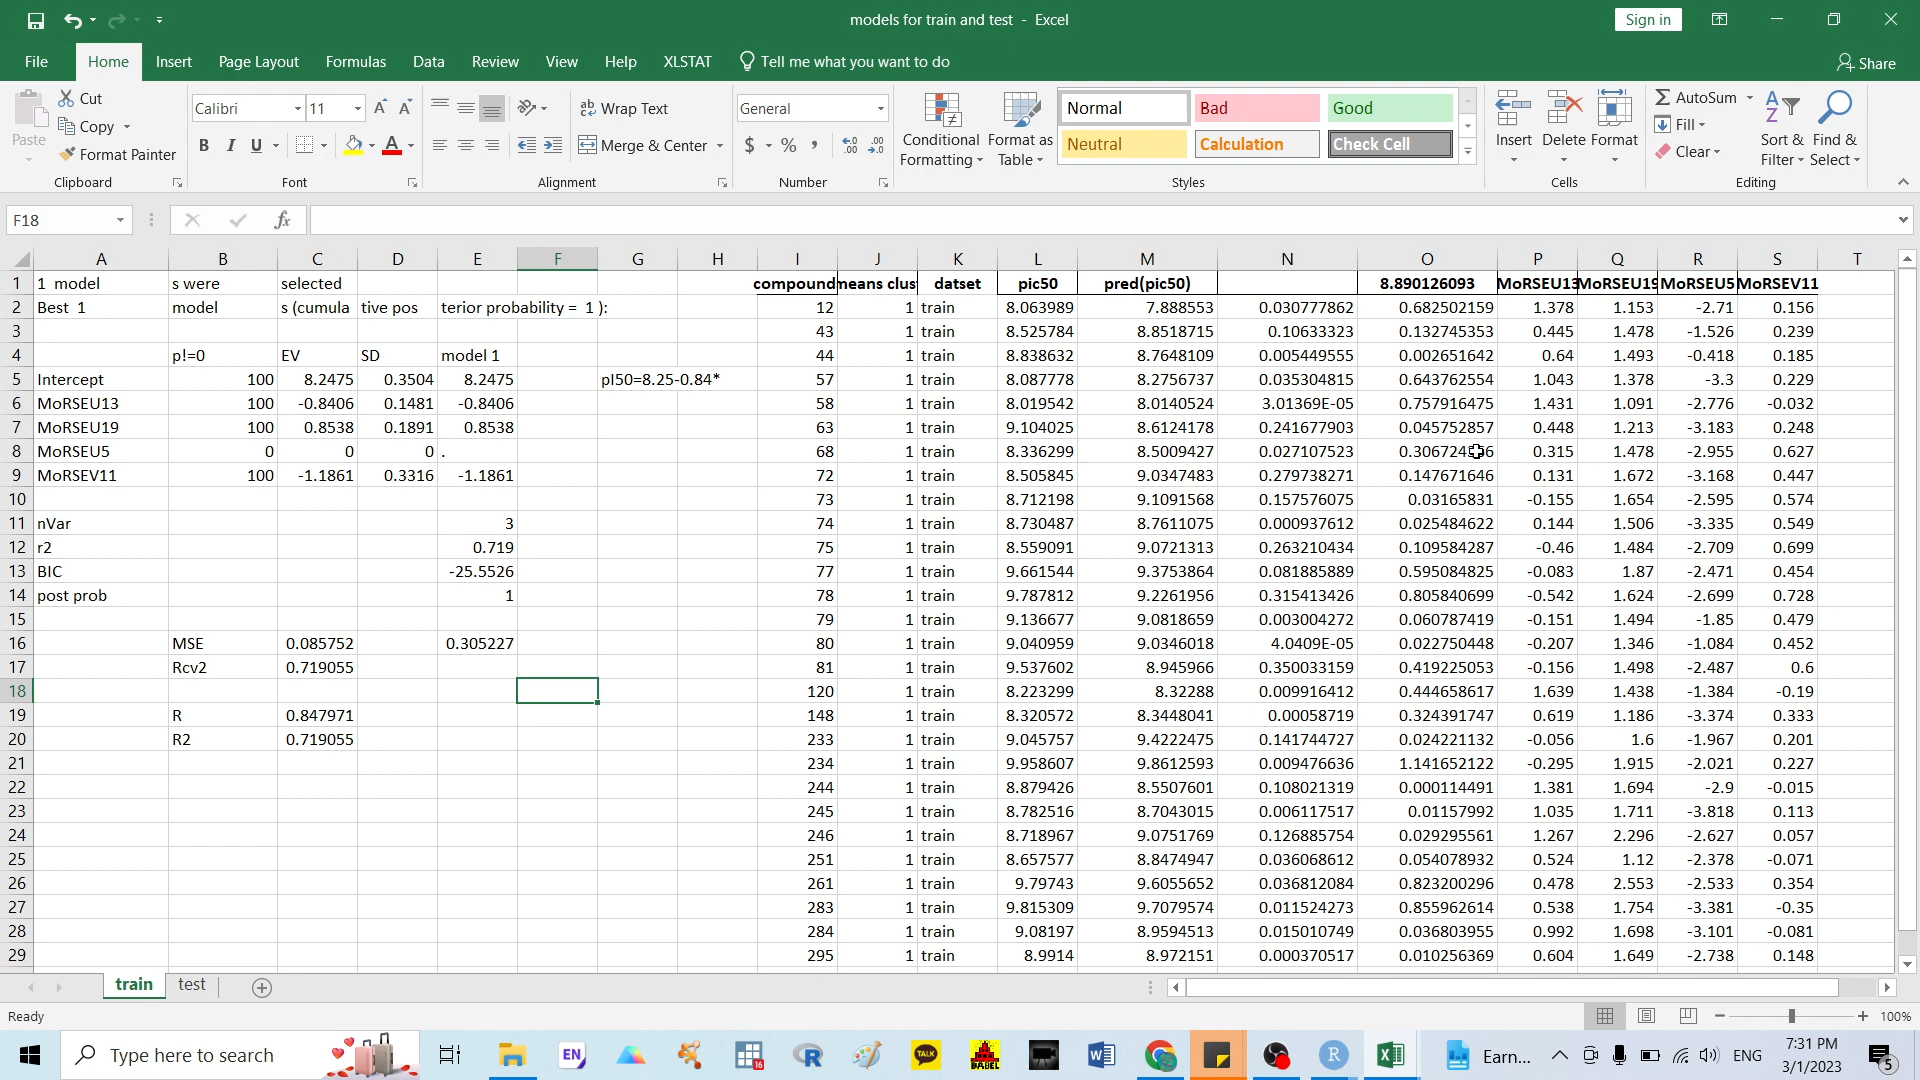 models for train and test - Excel
Sign in
File Home Insert Page Layout Formulas Data Review View Help XLSTAT Tell me what you want to do Share
Paste Cut Copy Format Painter Clipboard
Calibri 11 B I U Font
Wrap Text Merge & Center Alignment
General $ % Number
Conditional Formatting Format as Table Normal Bad Good Neutral Calculation Check Cell Styles
Insert Delete Format Cells
AutoSum Fill Clear Sort & Filter Find & Select Editing
F18 fx
A B C D E F G H I J K L M N O P Q R S T
1 1 model s were selected compound means clus datset pic50 pred(pic50) 8.890126093 MoRSEU13 MoRSEU19 MoRSEU5 MoRSEV11
2 Best 1 model s (cumula tive pos terior probability = 1 ): 12 1 train 8.063989 7.888553 0.030777862 0.682502159 1.378 1.153 -2.71 0.156
3 43 1 train 8.525784 8.8518715 0.10633323 0.132745353 0.445 1.478 -1.526 0.239
4 p!=0 EV SD model 1 44 1 train 8.838632 8.7648109 0.005449555 0.002651642 0.64 1.493 -0.418 0.185
5 Intercept 100 8.2475 0.3504 8.2475 pI50=8.25-0.84* 57 1 train 8.087778 8.2756737 0.035304815 0.643762554 1.043 1.378 -3.3 0.229
6 MoRSEU13 100 -0.8406 0.1481 -0.8406 58 1 train 8.019542 8.0140524 3.01369E-05 0.757916475 1.431 1.091 -2.776 -0.032
7 MoRSEU19 100 0.8538 0.1891 0.8538 63 1 train 9.104025 8.6124178 0.241677903 0.045752857 0.448 1.213 -3.183 0.248
8 MoRSEU5 0 0 0 . 68 1 train 8.336299 8.5009427 0.027107523 0.315 1.478 -2.955 0.627
9 MoRSEV11 100 -1.1861 0.3316 -1.1861 72 1 train 8.505845 9.0347483 0.279738271 0.147671646 0.131 1.672 -3.168 0.447
10 73 1 train 8.712198 9.1091568 0.157576075 0.03165831 -0.155 1.654 -2.595 0.574
11 nVar 3 74 1 train 8.730487 8.7611075 0.000937612 0.025484622 0.144 1.506 -3.335 0.549
12 r2 0.719 75 1 train 8.559091 9.0721313 0.263210434 0.109584287 -0.46 1.484 -2.709 0.699
13 BIC -25.5526 77 1 train 9.661544 9.3753864 0.081885889 0.595084825 -0.083 1.87 -2.471 0.454
14 post prob 1 78 1 train 9.787812 9.2261956 0.315413426 0.805840699 -0.542 1.624 -2.699 0.728
15 79 1 train 9.136677 9.0818659 0.003004272 0.060787419 -0.151 1.494 -1.85 0.479
16 MSE 0.085752 0.305227 80 1 train 9.040959 9.0346018 4.0409E-05 0.022750448 -0.207 1.346 -1.084 0.452
17 Rcv2 0.719055 81 1 train 9.537602 8.945966 0.350033159 0.419225053 -0.156 1.498 -2.487 0.6
18 120 1 train 8.223299 8.32288 0.009916412 0.444658617 1.639 1.438 -1.384 -0.19
19 R 0.847971 148 1 train 8.320572 8.3448041 0.00058719 0.324391747 0.619 1.186 -3.374 0.333
20 R2 0.719055 233 1 train 9.045757 9.4222475 0.141744727 0.024221132 -0.056 1.6 -1.967 0.201
21 234 1 train 9.958607 9.8612593 0.009476636 1.141652122 -0.295 1.915 -2.021 0.227
22 244 1 train 8.879426 8.5507601 0.108021319 0.000114491 1.381 1.694 -2.9 -0.015
23 245 1 train 8.782516 8.7043015 0.006117517 0.01157992 1.035 1.711 -3.818 0.113
24 246 1 train 8.718967 9.0751769 0.126885754 0.029295561 1.267 2.296 -2.627 0.057
25 251 1 train 8.657577 8.8474947 0.036068612 0.054078932 0.524 1.12 -2.378 -0.071
26 261 1 train 9.79743 9.6055652 0.036812084 0.823200296 0.478 2.553 -2.533 0.354
27 283 1 train 9.815309 9.7079574 0.011524273 0.855962614 0.538 1.754 -3.381 -0.35
28 284 1 train 9.08197 8.9594513 0.015010749 0.036803955 0.992 1.698 -3.101 -0.081
29 295 1 train 8.9914 8.972151 0.000370517 0.010256369 0.604 1.649 -2.738 0.148
train test
Ready 100%
Type here to search EN TALK BABEL Earn... ENG 7:31 PM
3/1/2023 5